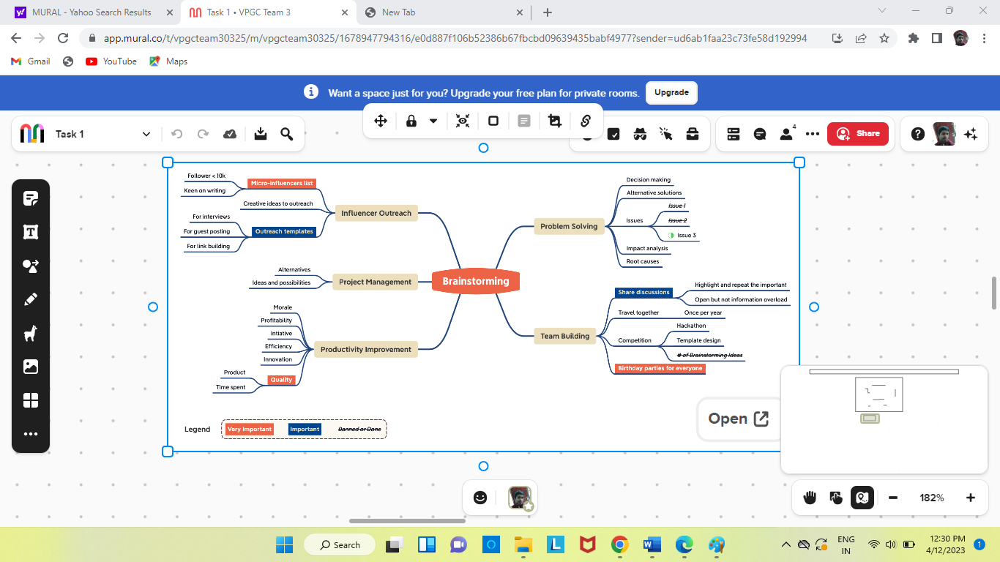 MURAL - Yahoo Search Results
Task 1 • VPGC Team 3
New Tab
app.mural.co/t/vpgcteam30325/m/vpgcteam30325/1678947794316/e0d887f106b52386b67fbcbd09639435babf4977?sender=ud6ab1faa23c73fe58d192994
Gmail
YouTube
Maps
Want a space just for you? Upgrade your free plan for private rooms.
Upgrade
Task 1
4
Share
Follower < 10k
Keen on writing
Micro-influencers list
Creative ideas to outreach
For interviews
For guest posting
For link building
Outreach templates
Influencer Outreach
Alternatives
Ideas and possibilities
Project Management
Morale
Profitability
Intiative
Efficiency
Innovation
Product
Time spent
Quality
Productivity Improvement
Brainstorming
Problem Solving
Decision making
Alternative solutions
Issues
Issue 1
Issue 2
Issue 3
Impact analysis
Root causes
Team Building
Share discussions
Highlight and repeat the important
Open but not information overload
Travel together
Once per year
Competition
Hackathon
Template design
# of Brainstorming Ideas
Birthday parties for everyone
Legend
Very Important
Important
Banned or Done
Open
182%
Search
ENG
IN
12:30 PM
4/12/2023
1